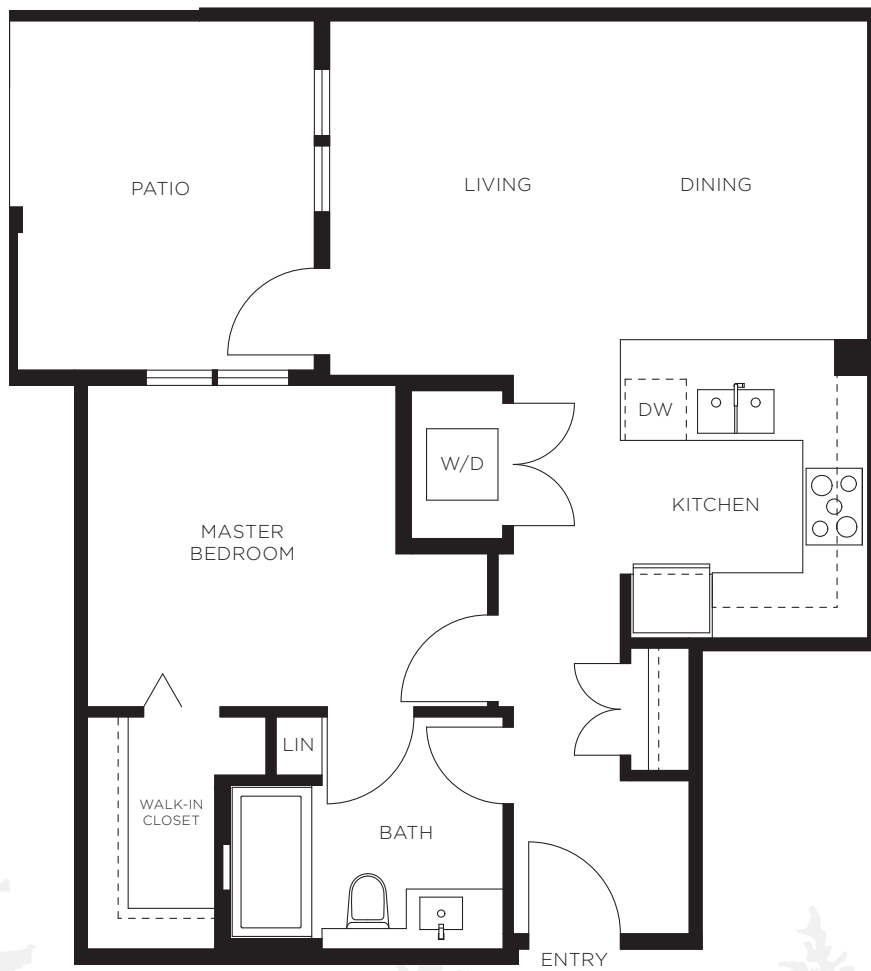 PATIO
LIVING
DINING
DW
W/D
KITCHEN
MASTER
BEDROOM
LIN
WALK-IN
CLOSET
BATH
ENTRY